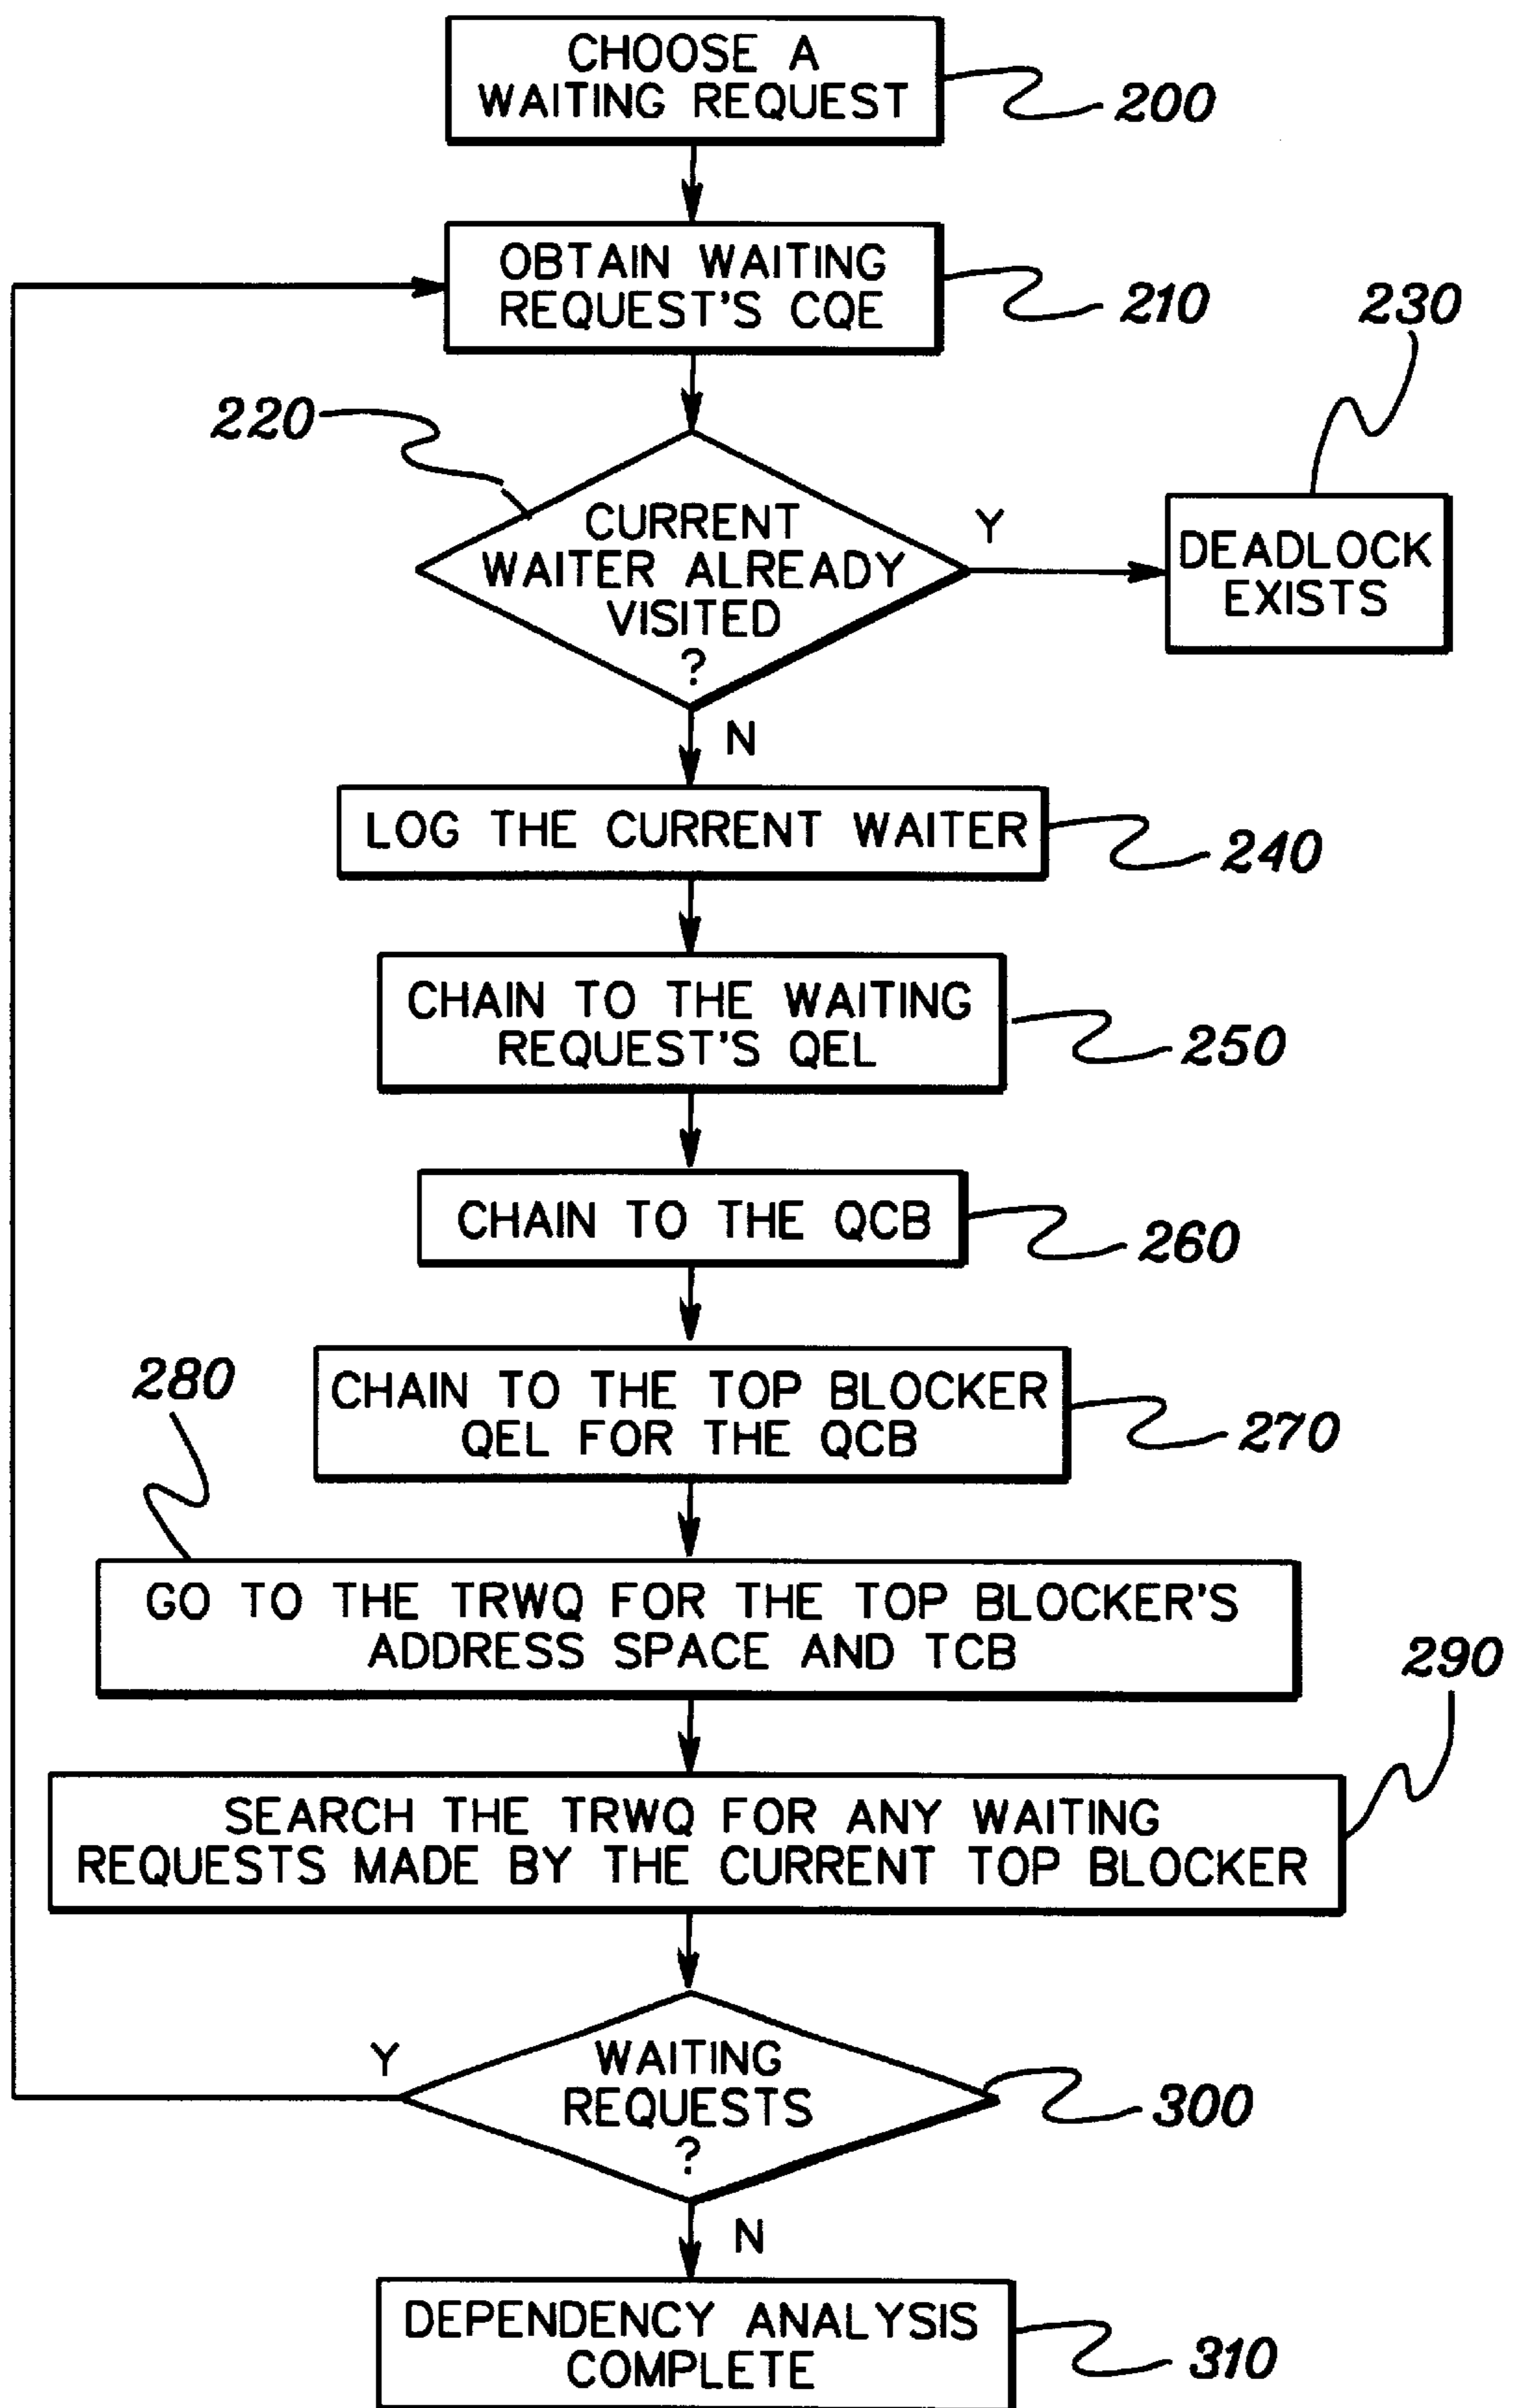 CHOOSE A
WAITING REQUEST
200
OBTAIN WAITING
REQUEST'S CQE
210
230
220
CURRENT
WAITER ALREADY
VISITED
?
Y
DEADLOCK
EXISTS
N
LOG THE CURRENT WAITER
240
CHAIN TO THE WAITING
REQUEST'S QEL
250
CHAIN TO THE QCB
260
280
CHAIN TO THE TOP BLOCKER
QEL FOR THE QCB
270
GO TO THE TRWQ FOR THE TOP BLOCKER'S
ADDRESS SPACE AND TCB
290
SEARCH THE TRWQ FOR ANY WAITING
REQUESTS MADE BY THE CURRENT TOP BLOCKER
Y
WAITING
REQUESTS
?
300
N
DEPENDENCY ANALYSIS
COMPLETE
310